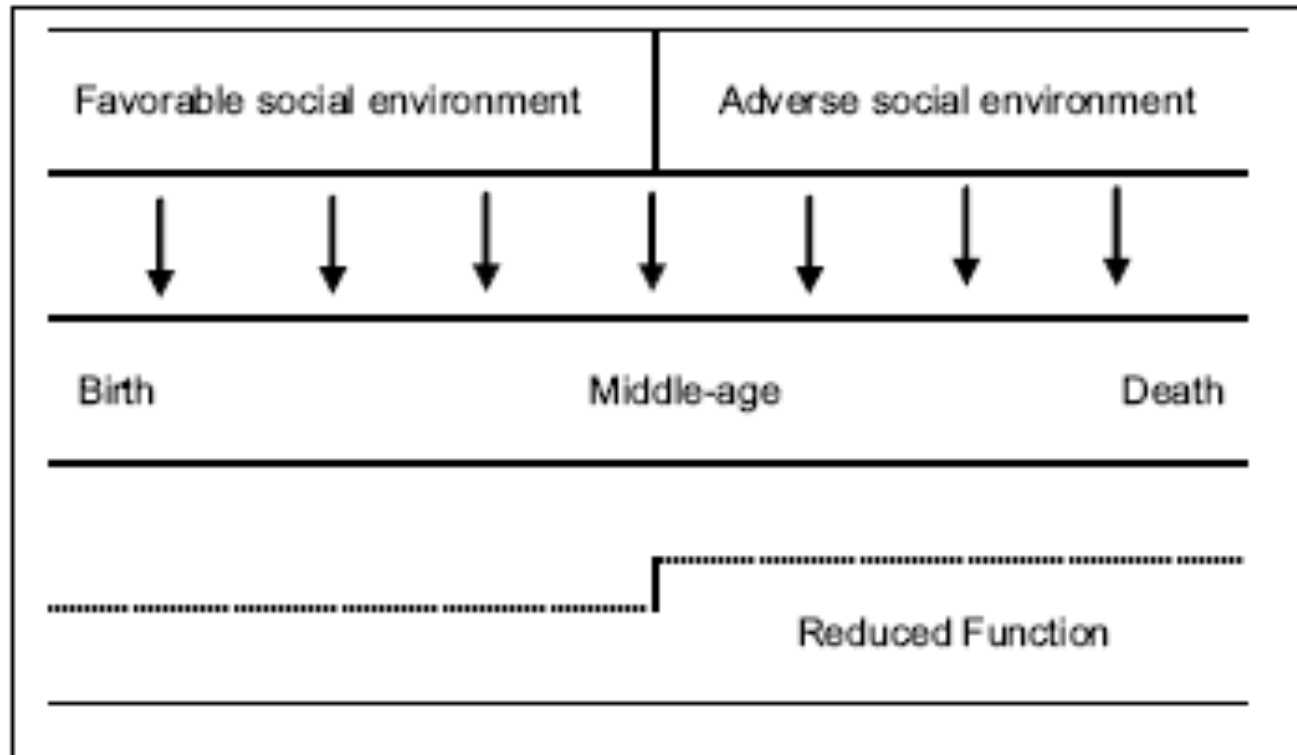 Favorable social environment
Adverse social environment
Birth
Middle-age
Death
Reduced Function